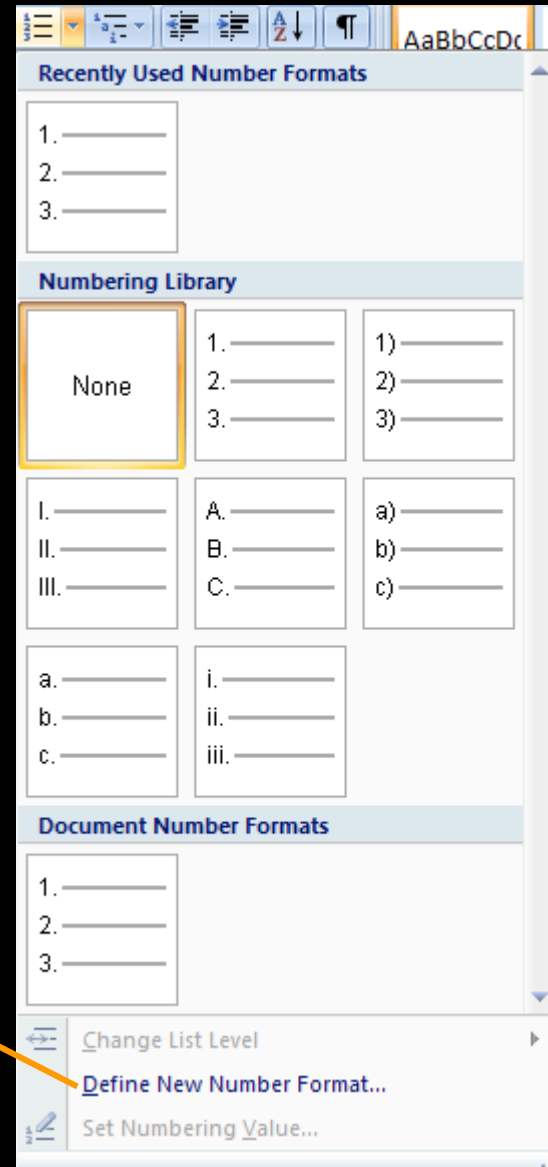 AaBbCcDc
Recently Used Number Formats
1.
2.
3.
Numbering Library
None
1.
2.
3.
1)
2)
3)
I.
II.
III.
A.
B.
C.
a)
b)
c)
a.
b.
c.
i.
ii.
iii.
Document Number Formats
1.
2.
3.
Change List Level
Define New Number Format...
Set Numbering Value...